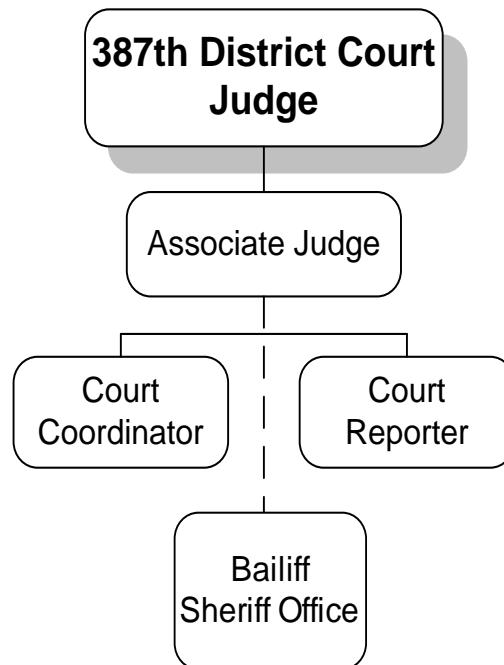 387th District Court
Judge
Associate Judge
Court
Coordinator
Court
Reporter
Bailiff
Sheriff Office